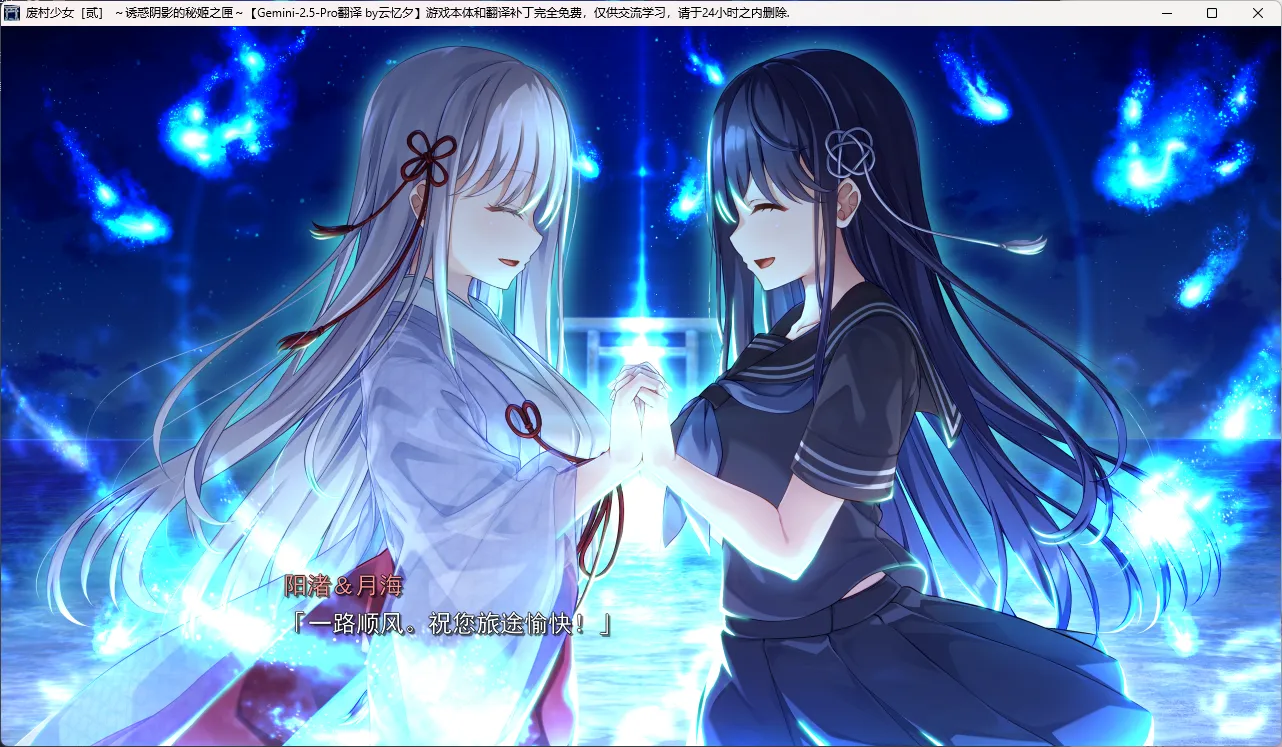 废村少女［贰］ ～诱惑阴影的秘姬之匣～【Gemini-2.5-Pro翻译 by云忆夕】游戏本体和翻译补丁完全免费，仅供交流学习，请于24小时之内删除.
阳渚＆月海
「一路顺风。祝您旅途愉快！」